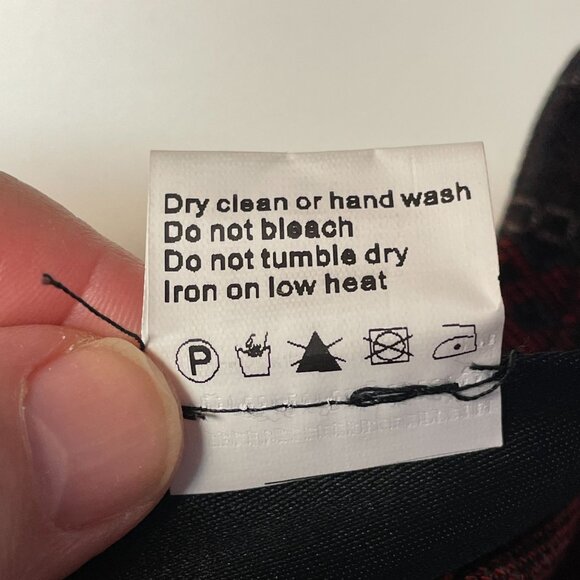 Dry clean or hand wash
Do not bleach
Do not tumble dry
Iron on low heat
P